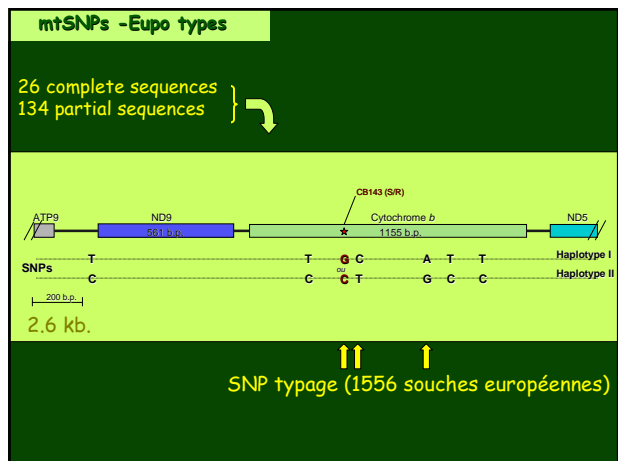 mtSNPs -Eupo types
26 complete sequences
134 partial sequences
CB143 (S/R)
ATP9 ND9 Cytochrome b ND5
561 b.p. 1155 b.p.
T T G C A T T Haplotype I
SNPs ou
C C C T G C C Haplotype II
200 b.p.
2.6 kb.
SNP typage (1556 souches européennes)